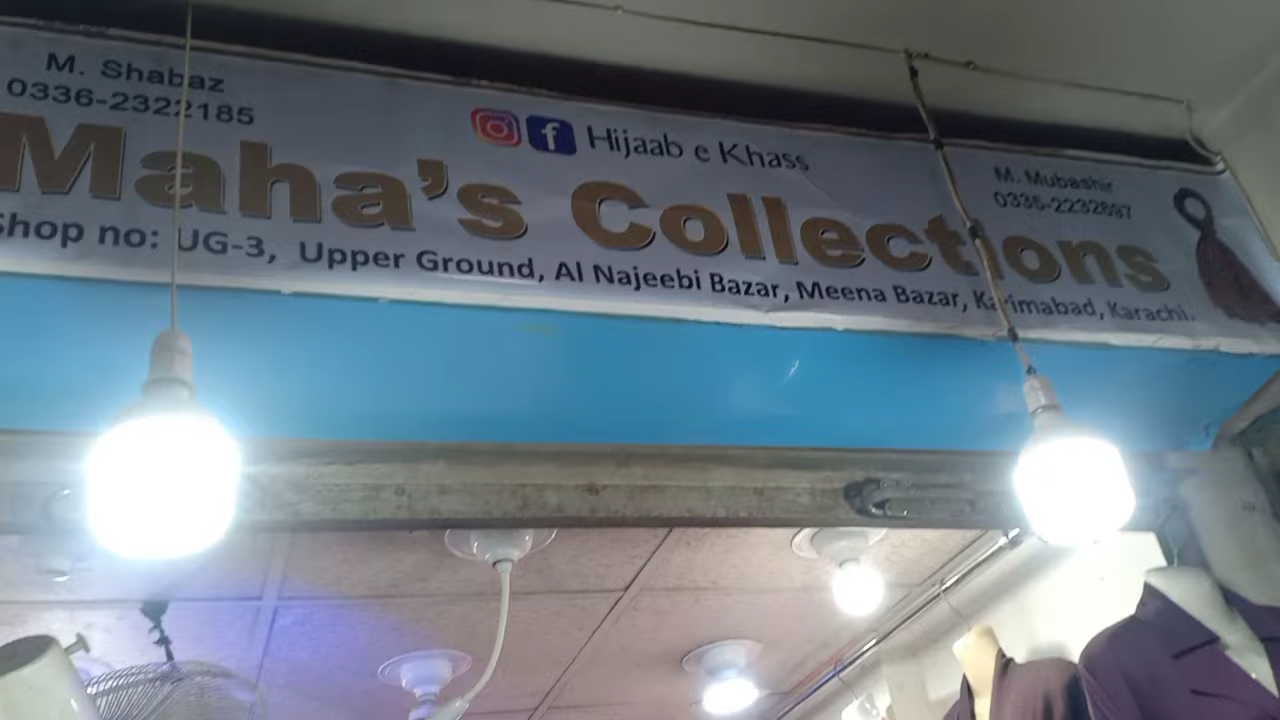 M. Shabaz
0336-2322185
Hijaab e Khass
M. Mubashir
Maha's Collections
Shop no: UG-3, Upper Ground, Al Najeebi Bazar, Meena Bazar, Karimabad, Karachi.